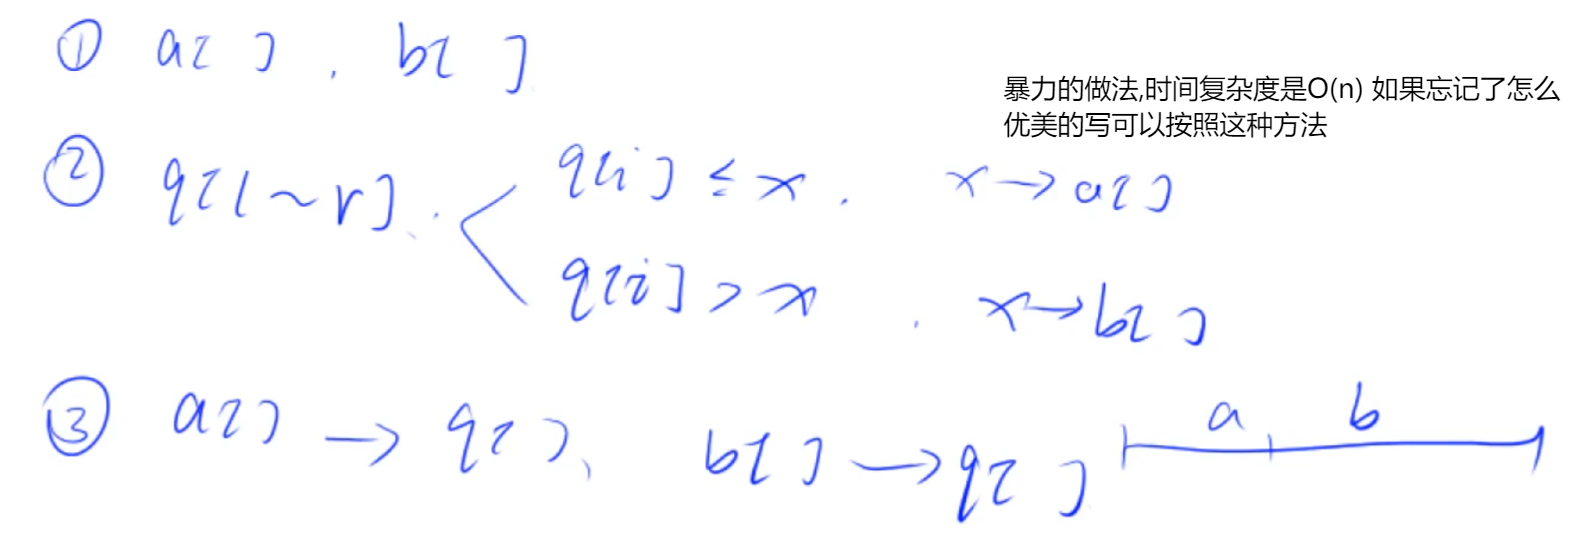 ① a[ ] , b[ ]
暴力的做法,时间复杂度是O(n) 如果忘记了怎么
优美的写可以按照这种方法
② q[l~r] .
q[i] ≤ x . x→a[ ]
q[i] > x . x→b[ ]
③ a[ ] → q[ ]、 b[ ] → q[ ]
a b